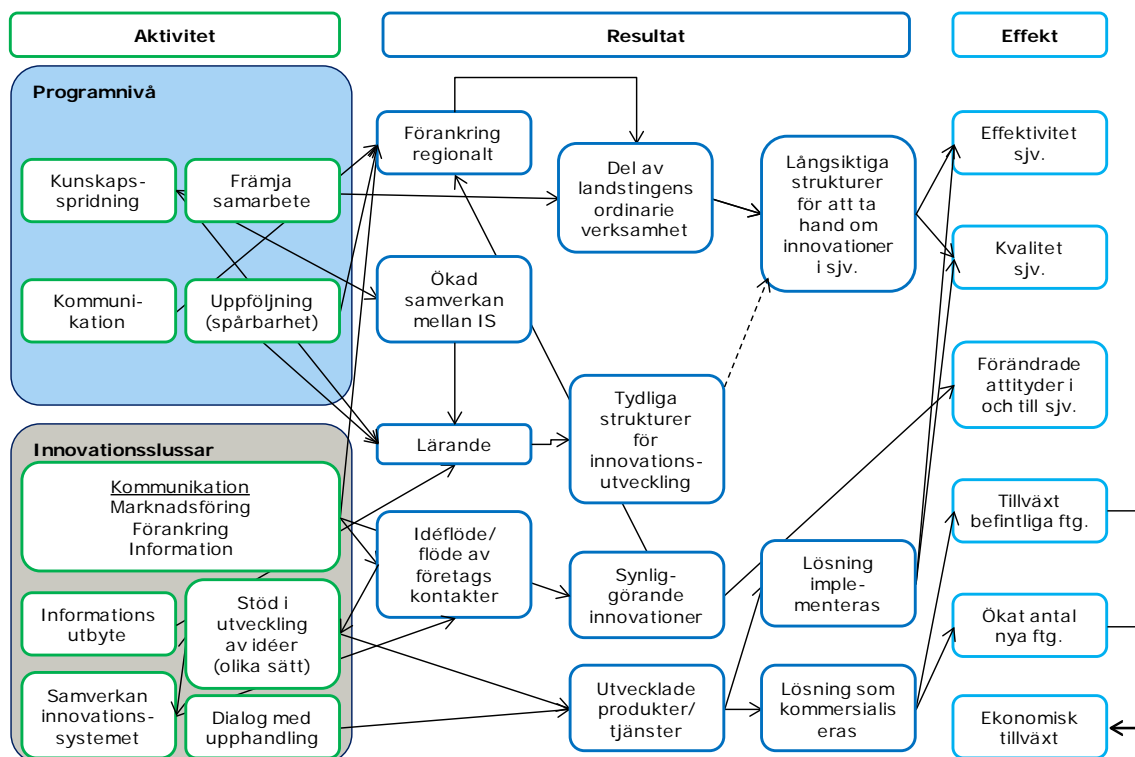 Aktivitet
Resultat
Effekt
Programnivå
Kunskaps-
spridning
Främja
samarbete
Kommuni-
kation
Uppföljning
(spårbarhet)
Innovationsslussar
Kommunikation
Marknadsföring
Förankring
Information
Informations
utbyte
Stöd i
utveckling
av idéer
(olika sätt)
Samverkan
innovations-
systemet
Dialog med
upphandling
Förankring
regionalt
Ökad
samverkan
mellan IS
Lärande
Idéflöde/
flöde av
företags
kontakter
Del av
landstingens
ordinarie
verksamhet
Tydliga
strukturer
för
innovations-
utveckling
Synlig-
görande
innovationer
Utvecklade
produkter/
tjänster
Långsiktiga
strukturer
för att ta
hand om
innovationer
i sjv.
Lösning
imple-
menteras
Lösning som
kommersialis
eras
Effektivitet
sjv.
Kvalitet
sjv.
Förändrade
attityder i
och till sjv.
Tillväxt
befintliga ftg.
Ökat antal
nya ftg.
Ekonomisk
tillväxt